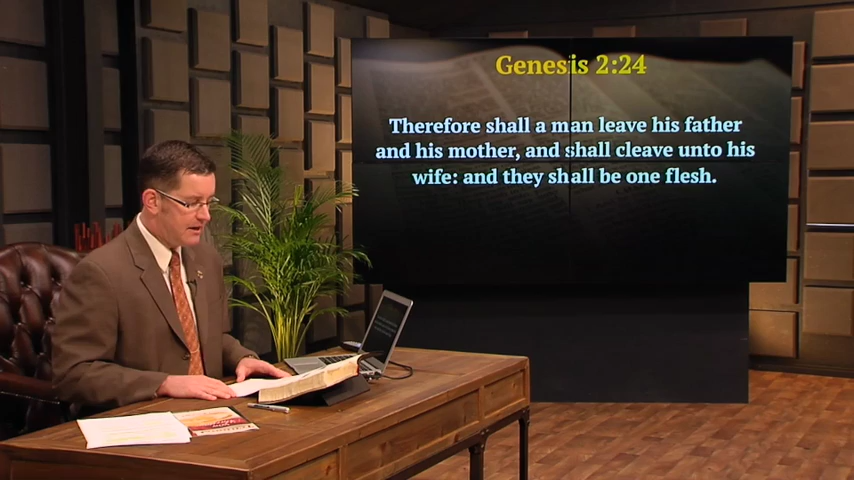 Genesis 2:24
Therefore shall a man leave his father
and his mother, and shall cleave unto his
wife: and they shall be one flesh.